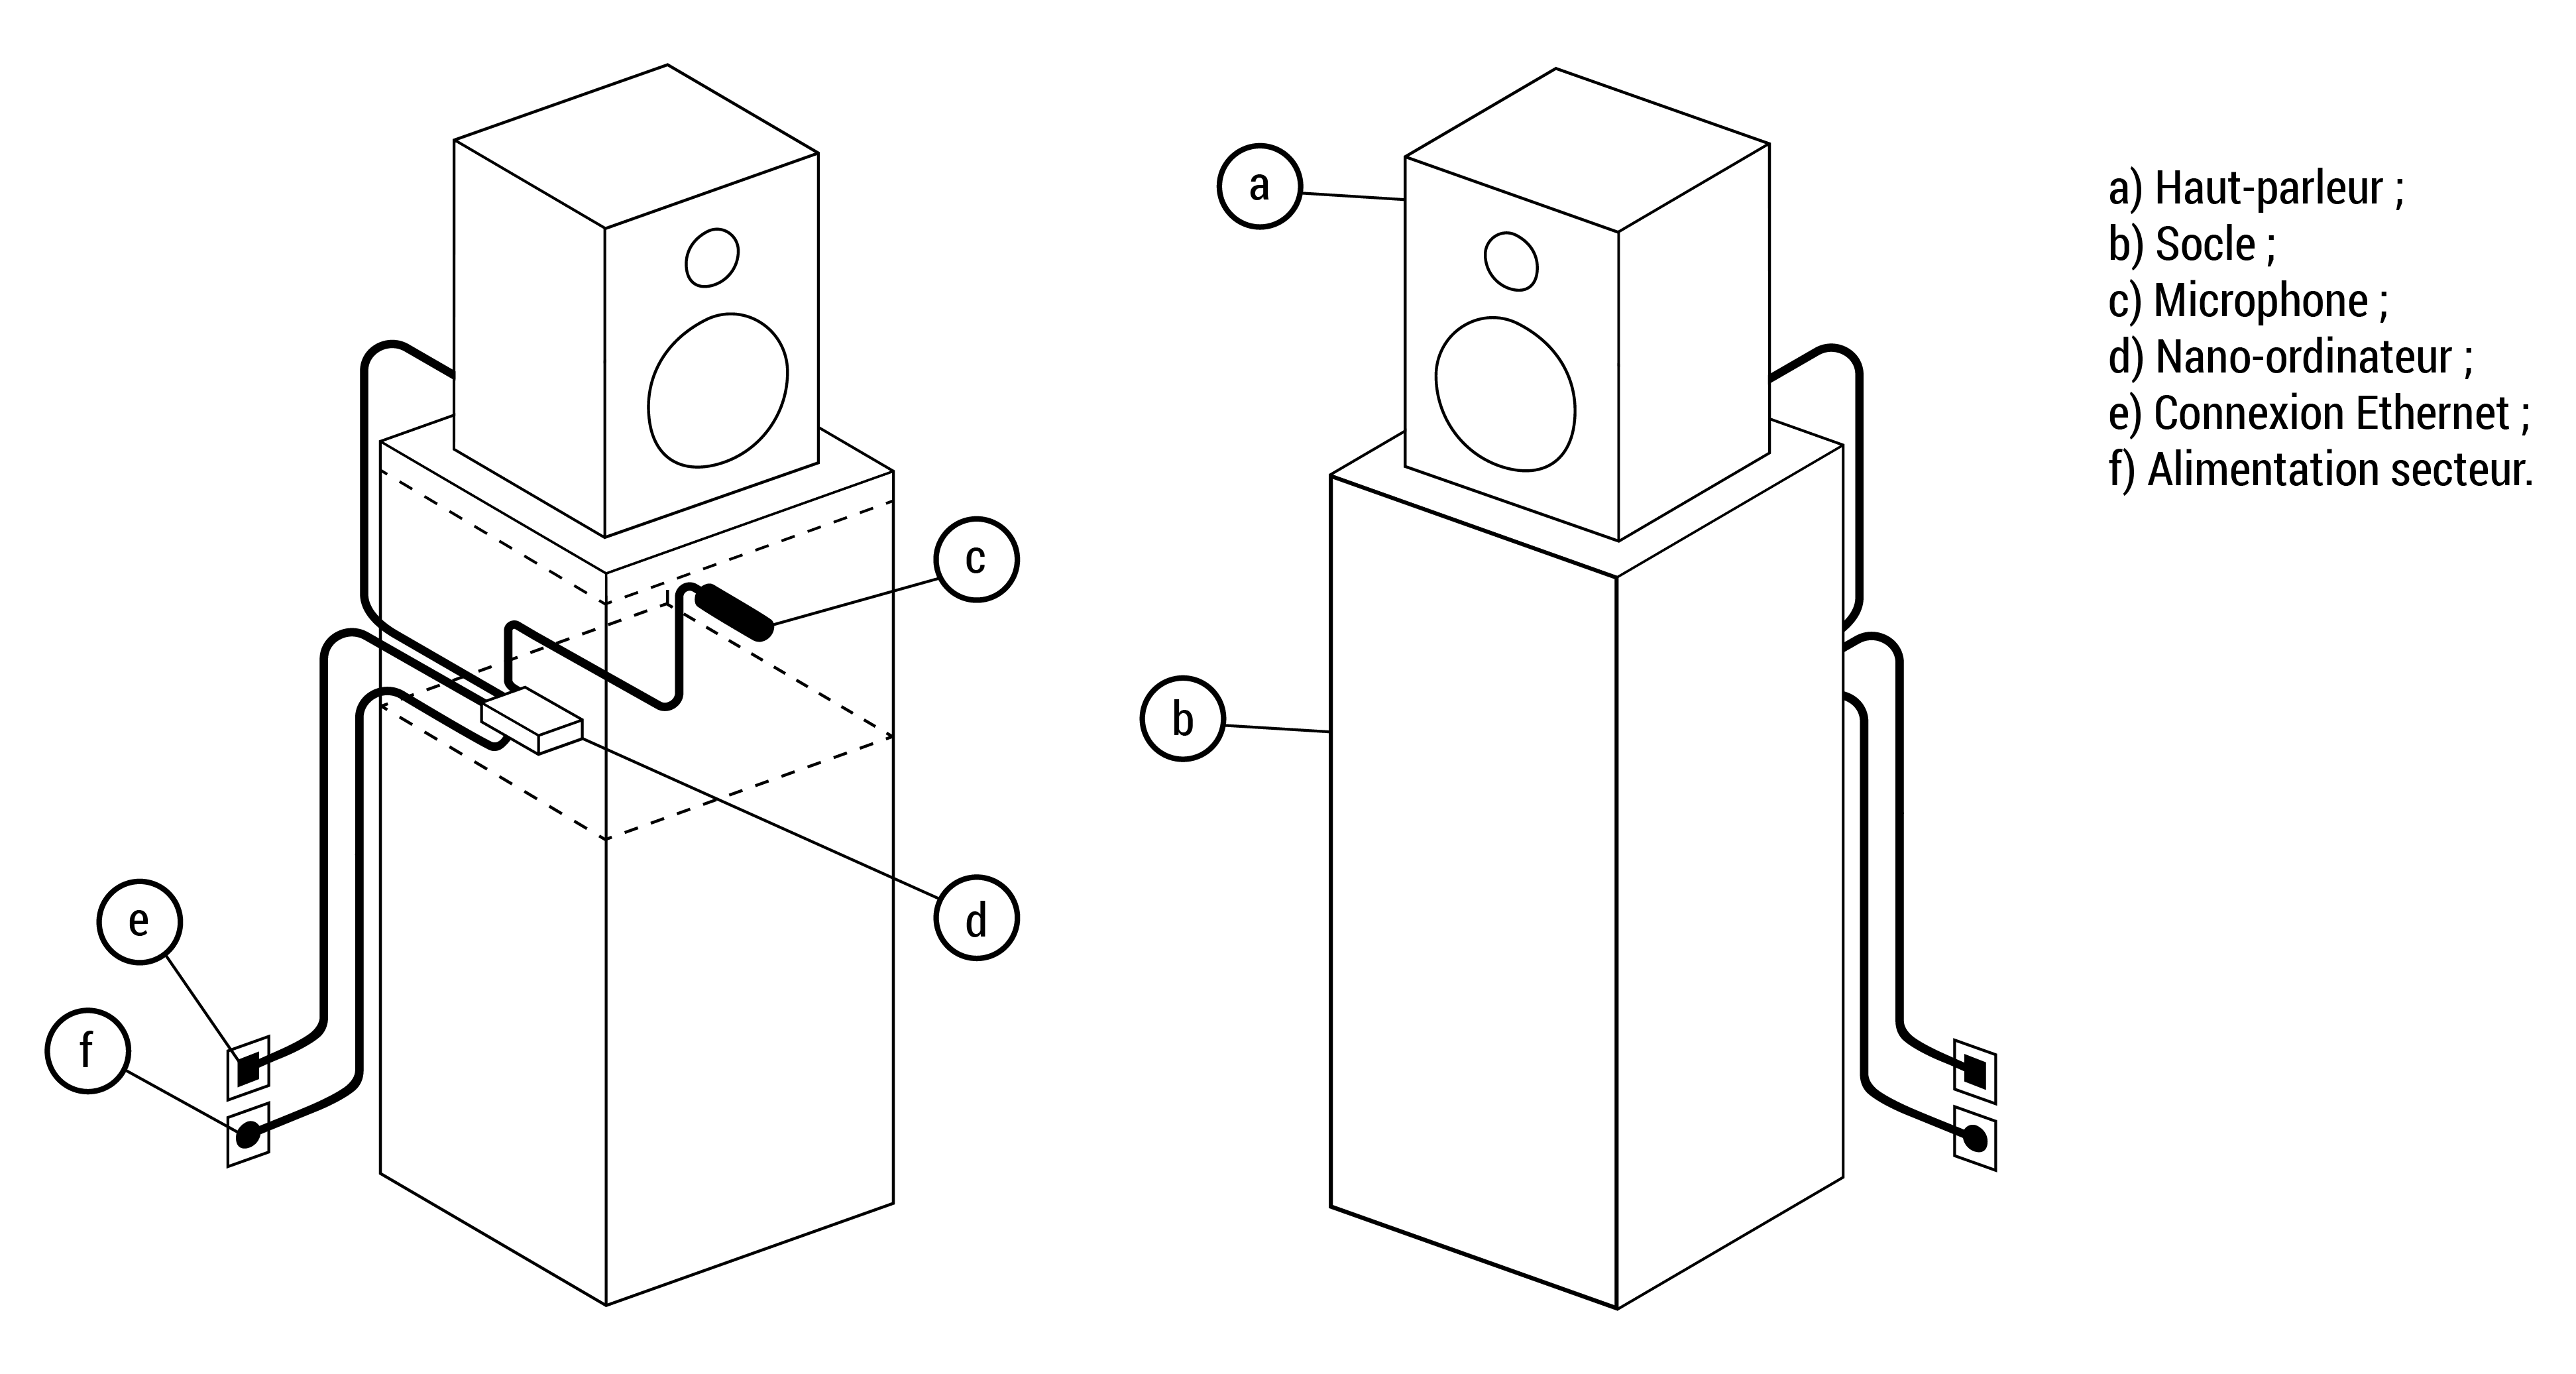 a
a) Haut-parleur ;
b) Socle ;
c) Microphone ;
d) Nano-ordinateur ;
e) Connexion Ethernet ;
f) Alimentation secteur.
c
b
e
d
f